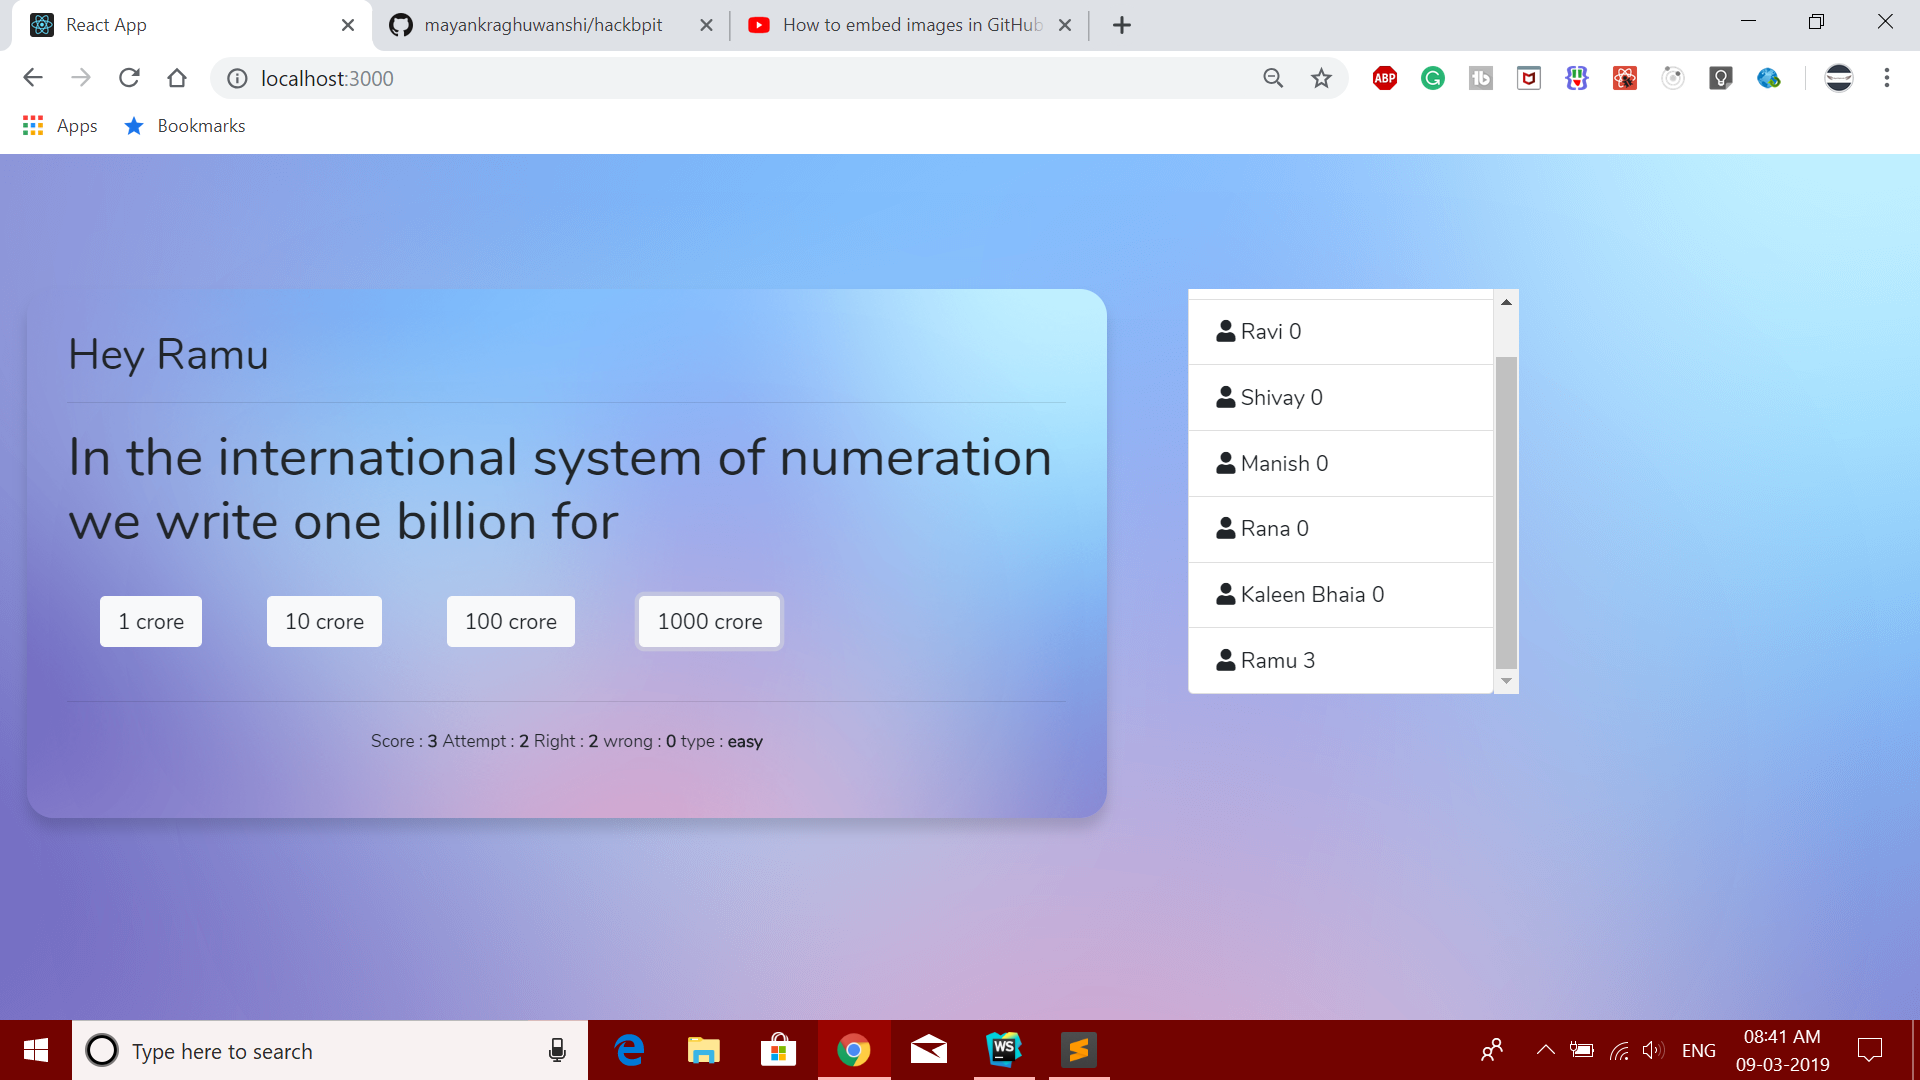 React App
mayankraghuwanshi/hackbpit
How to embed images in GitHub
localhost:3000
ABP
Apps
Bookmarks
Hey Ramu
In the international system of numeration
we write one billion for
1 crore
10 crore
100 crore
1000 crore
Score : 3 Attempt : 2 Right : 2 wrong : 0 type : easy
Ravi 0
Shivay 0
Manish 0
Rana 0
Kaleen Bhaia 0
Ramu 3
Type here to search
WS
ENG
08:41 AM
09-03-2019